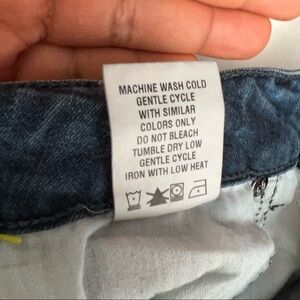 MACHINE WASH COLD
GENTLE CYCLE
WITH SIMILAR
COLORS ONLY
DO NOT BLEACH
TUMBLE DRY LOW
GENTLE CYCLE
IRON WITH LOW HEAT